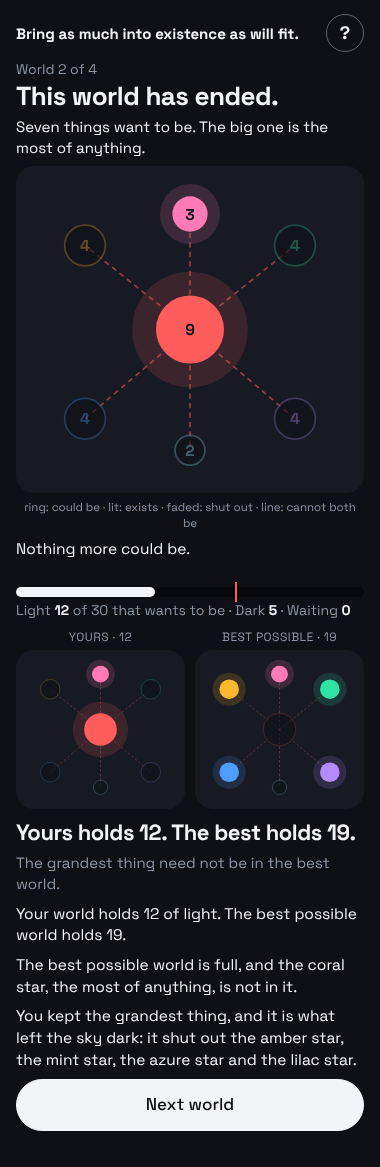 Bring as much into existence as will fit.
?
World 2 of 4
This world has ended.
Seven things want to be. The big one is the
most of anything.
3
4
4
9
4
4
2
ring: could be · lit: exists · faded: shut out · line: cannot both
be
Nothing more could be.
Light 12 of 30 that wants to be · Dark 5 · Waiting 0
YOURS · 12
BEST POSSIBLE · 19
Yours holds 12. The best holds 19.
The grandest thing need not be in the best
world.
Your world holds 12 of light. The best possible
world holds 19.
The best possible world is full, and the coral
star, the most of anything, is not in it.
You kept the grandest thing, and it is what
left the sky dark: it shut out the amber star,
the mint star, the azure star and the lilac star.
Next world